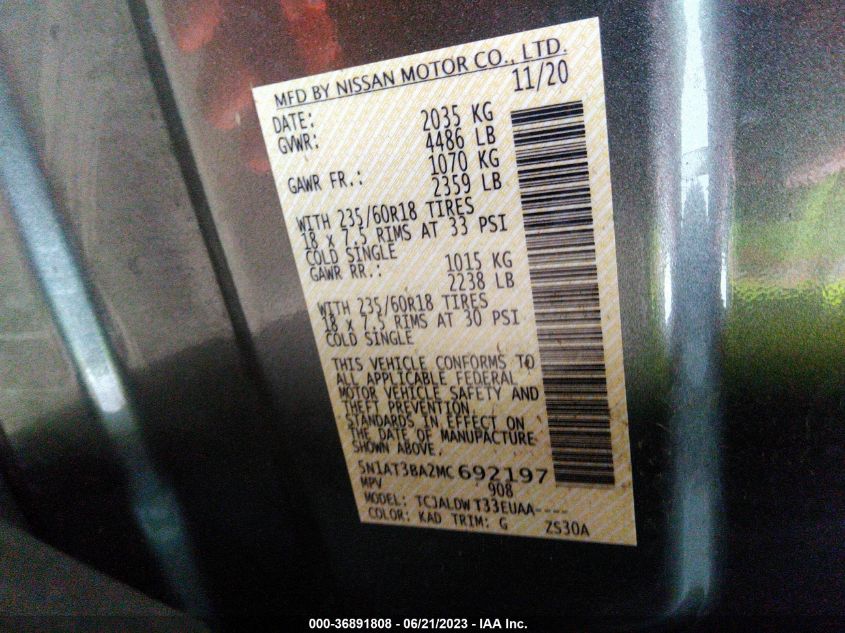 MFD BY NISSAN MOTOR CO., LTD.
DATE: 11/20
GVWR: 2035 KG
4486 LB
GAWR FR.: 1070 KG
2359 LB
WITH 235/60R18 TIRES
18 x 7.5 RIMS AT 33 PSI
COLD SINGLE
GAWR RR.: 1015 KG
2238 LB
WITH 235/60R18 TIRES
18 x 7.5 RIMS AT 30 PSI
COLD SINGLE
THIS VEHICLE CONFORMS TO
ALL APPLICABLE FEDERAL
MOTOR VEHICLE SAFETY AND
THEFT PREVENTION
STANDARDS IN EFFECT ON
THE DATE OF MANUFACTURE
SHOWN ABOVE.
5N1AT3BA2MC692197
MPV 908
MODEL: TCJALDWT33EUAA----
COLOR: KAD TRIM: G ZS30A
000-36891808 - 06/21/2023 - IAA Inc.